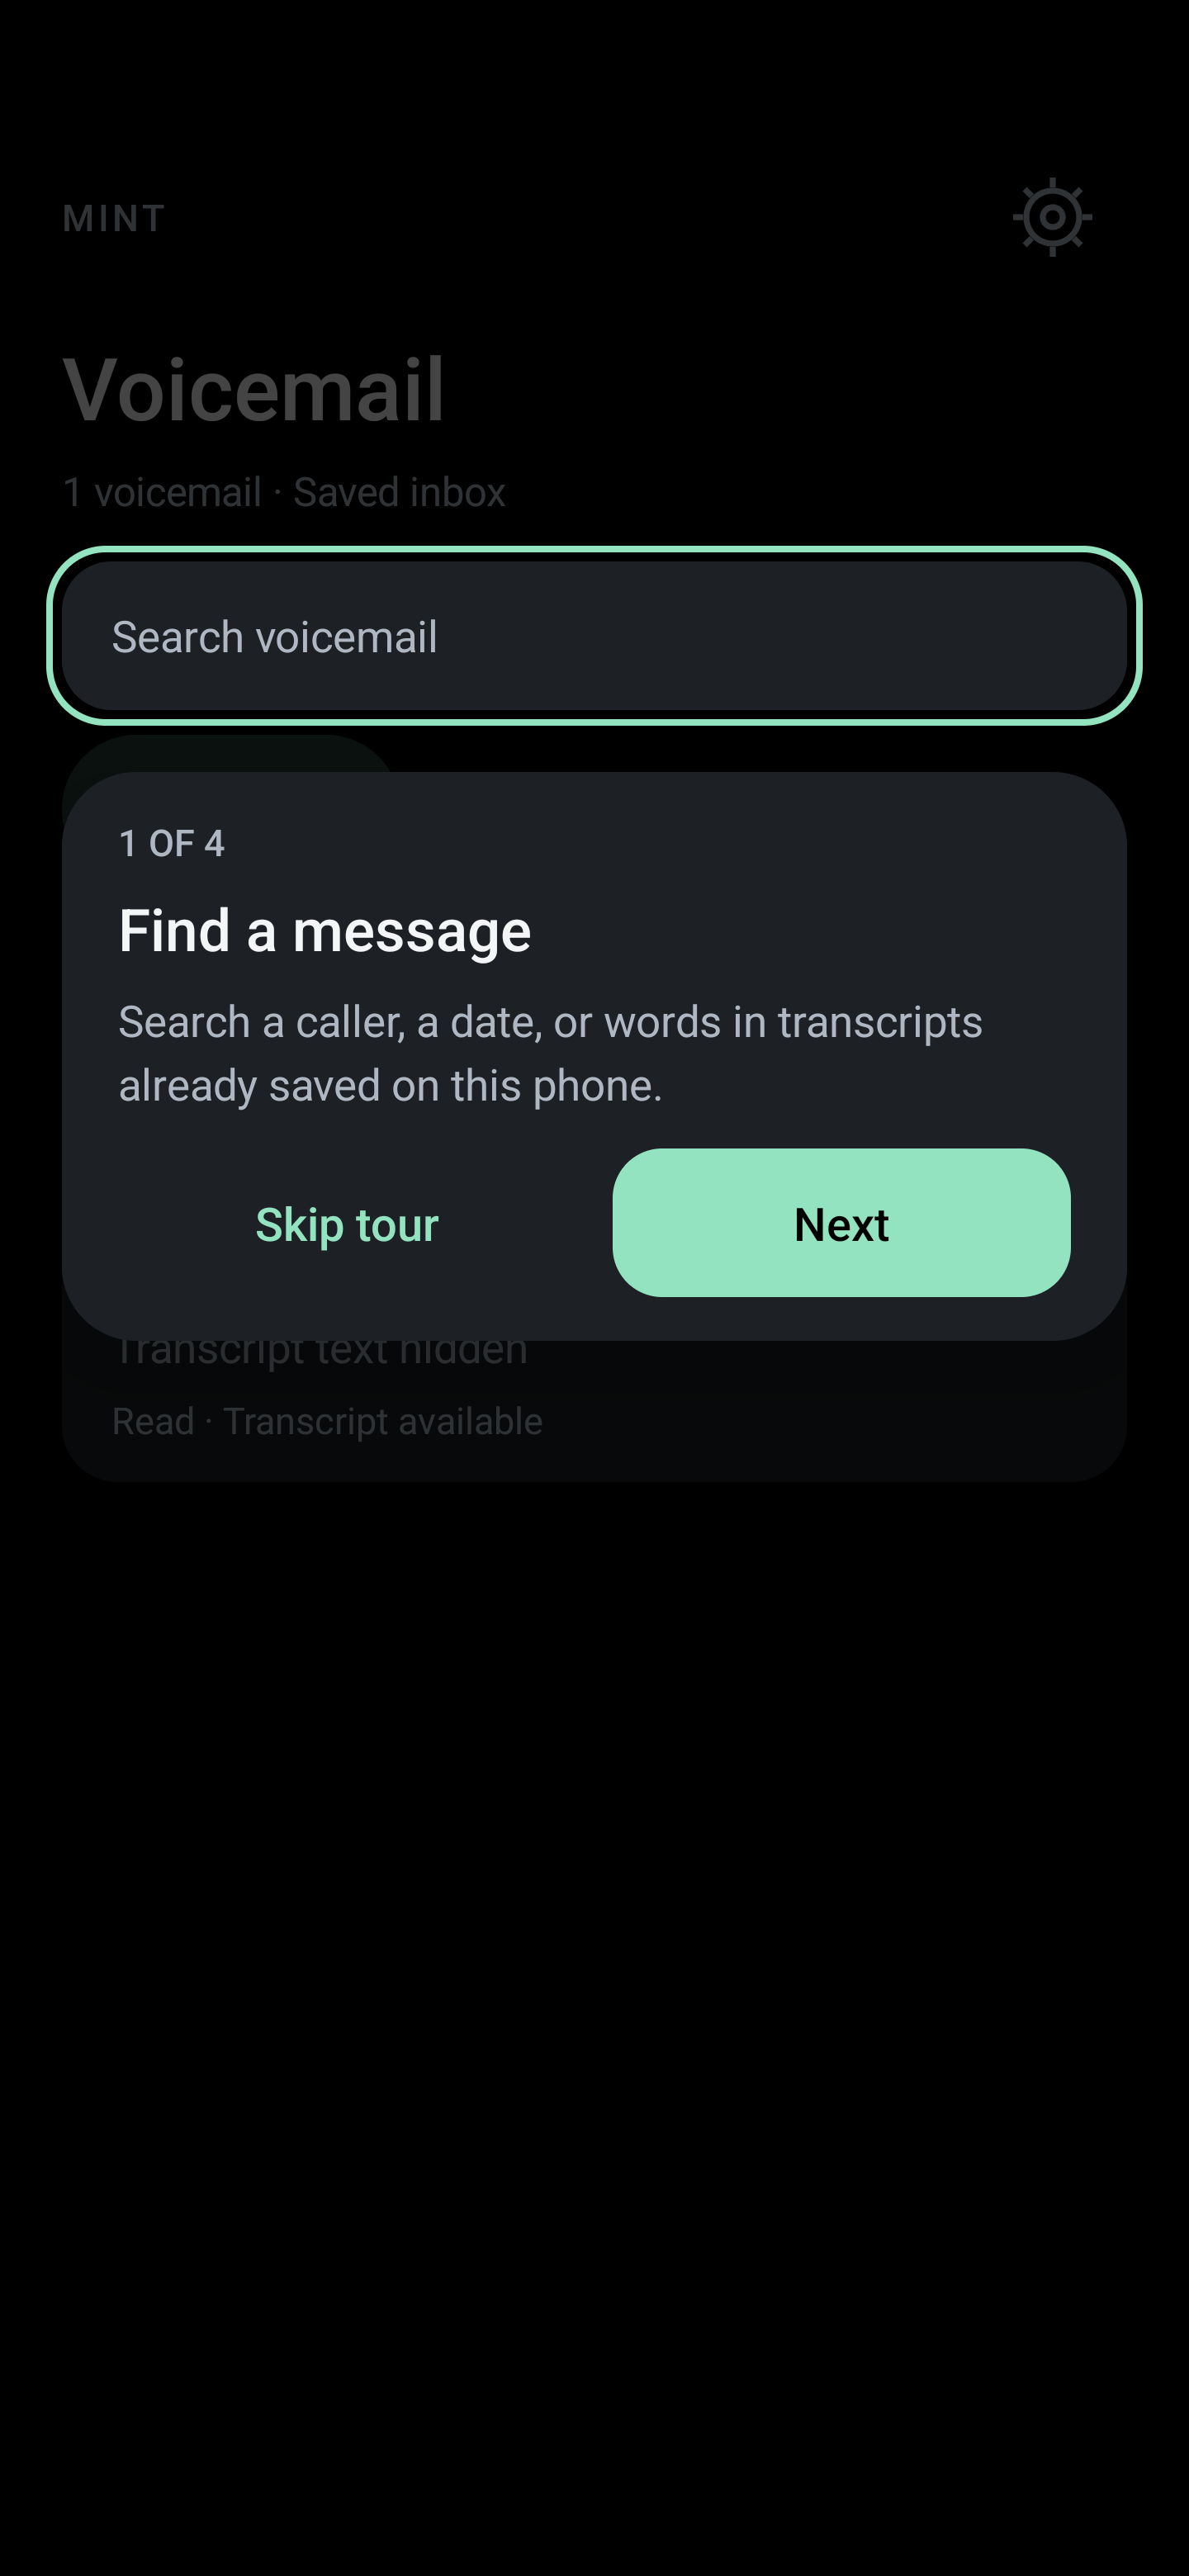 MINT
Voicemail
1 voicemail · Saved inbox
Search voicemail
1 OF 4
Find a message
Search a caller, a date, or words in transcripts
already saved on this phone.
Skip tour
Next
Transcript text hidden
Read · Transcript available